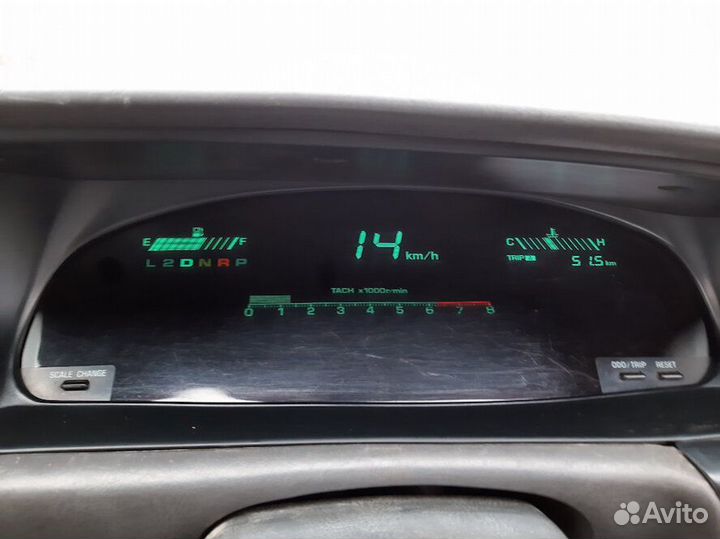 E F
L 2 D N R P
14 km/h
C H
TRIP
51.5 km
TACH x1000r/min
0 1 2 3 4 5 6 7 8
SCALE CHANGE
ODO/TRIP RESET
Avito